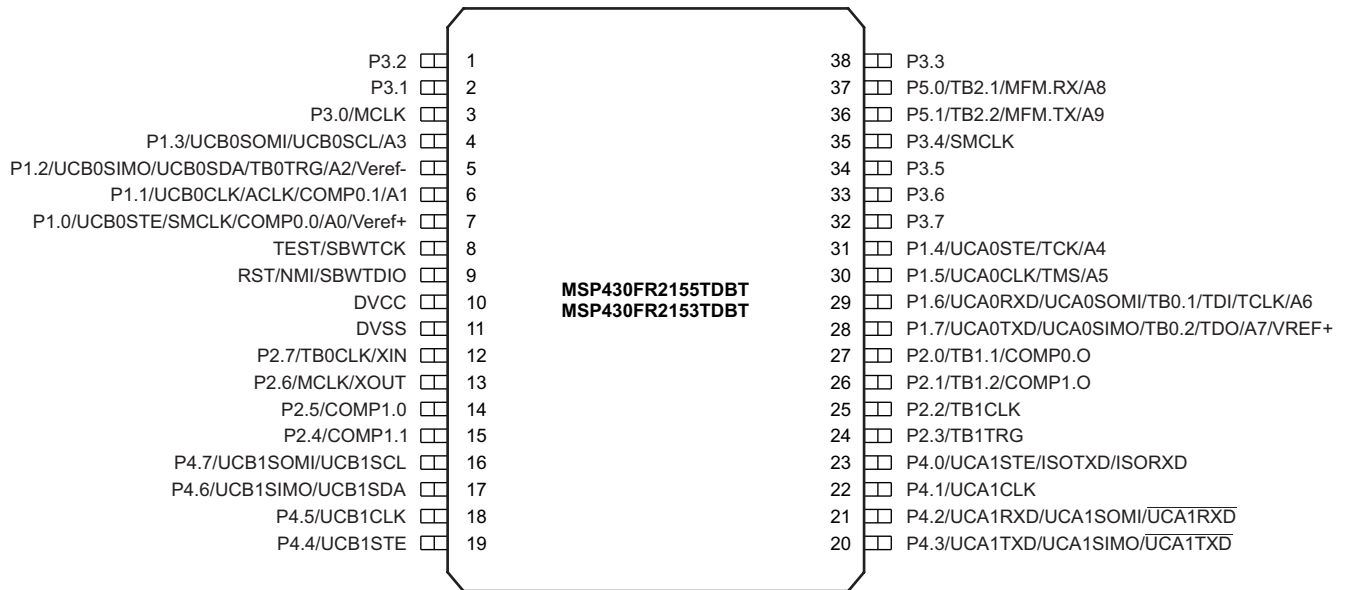 P3.2 1 38 P3.3
P3.1 2 37 P5.0/TB2.1/MFM.RX/A8
P3.0/MCLK 3 36 P5.1/TB2.2/MFM.TX/A9
P1.3/UCB0SOMI/UCB0SCL/A3 4 35 P3.4/SMCLK
P1.2/UCB0SIMO/UCB0SDA/TB0TRG/A2/Veref- 5 34 P3.5
P1.1/UCB0CLK/ACLK/COMP0.1/A1 6 33 P3.6
P1.0/UCB0STE/SMCLK/COMP0.0/A0/Veref+ 7 32 P3.7
TEST/SBWTCK 8 31 P1.4/UCA0STE/TCK/A4
RST/NMI/SBWTDIO 9 30 P1.5/UCA0CLK/TMS/A5
MSP430FR2155TDBT
DVCC 10 29 P1.6/UCA0RXD/UCA0SOMI/TB0.1/TDI/TCLK/A6
MSP430FR2153TDBT
DVSS 11 28 P1.7/UCA0TXD/UCA0SIMO/TB0.2/TDO/A7/VREF+
P2.7/TB0CLK/XIN 12 27 P2.0/TB1.1/COMP0.O
P2.6/MCLK/XOUT 13 26 P2.1/TB1.2/COMP1.O
P2.5/COMP1.0 14 25 P2.2/TB1CLK
P2.4/COMP1.1 15 24 P2.3/TB1TRG
P4.7/UCB1SOMI/UCB1SCL 16 23 P4.0/UCA1STE/ISOTXD/ISORXD
P4.6/UCB1SIMO/UCB1SDA 17 22 P4.1/UCA1CLK
P4.5/UCB1CLK 18 21 P4.2/UCA1RXD/UCA1SOMI/UCA1RXD
P4.4/UCB1STE 19 20 P4.3/UCA1TXD/UCA1SIMO/UCA1TXD